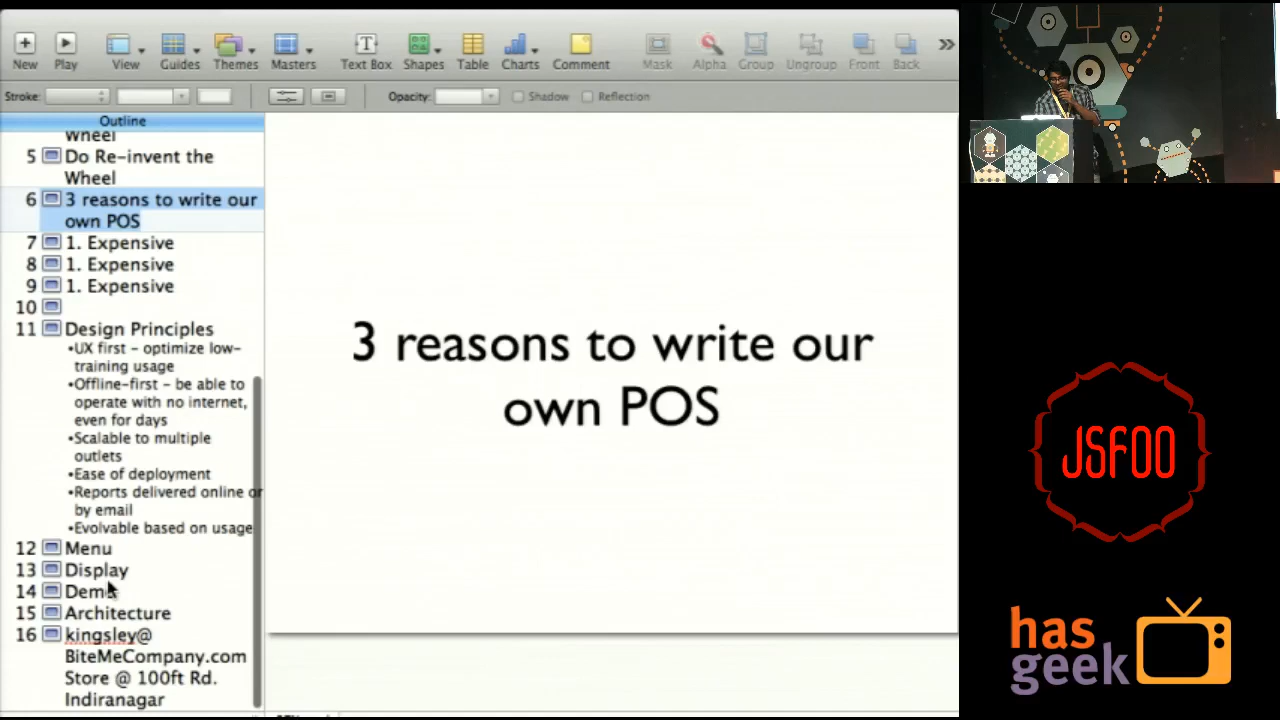 New
Play
View
Guides
Themes
Masters
Text Box
Shapes
Table
Charts
Comment
Mask
Alpha
Group
Ungroup
Front
Back
Stroke:
Opacity:
Shadow
Reflection
Outline
Wheel
5 Do Re-invent the
Wheel
6 3 reasons to write our
own POS
7 1. Expensive
8 1. Expensive
9 1. Expensive
10
11 Design Principles
•UX first - optimize low-
training usage
•Offline-first - be able to
operate with no internet,
even for days
•Scalable to multiple
outlets
•Ease of deployment
•Reports delivered online or
by email
•Evolvable based on usage
12 Menu
13 Display
14 Demo
15 Architecture
16 kingsley@
BiteMeCompany.com
Store @ 100ft Rd.
Indiranagar
3 reasons to write our
own POS
JSFOO
has
geek